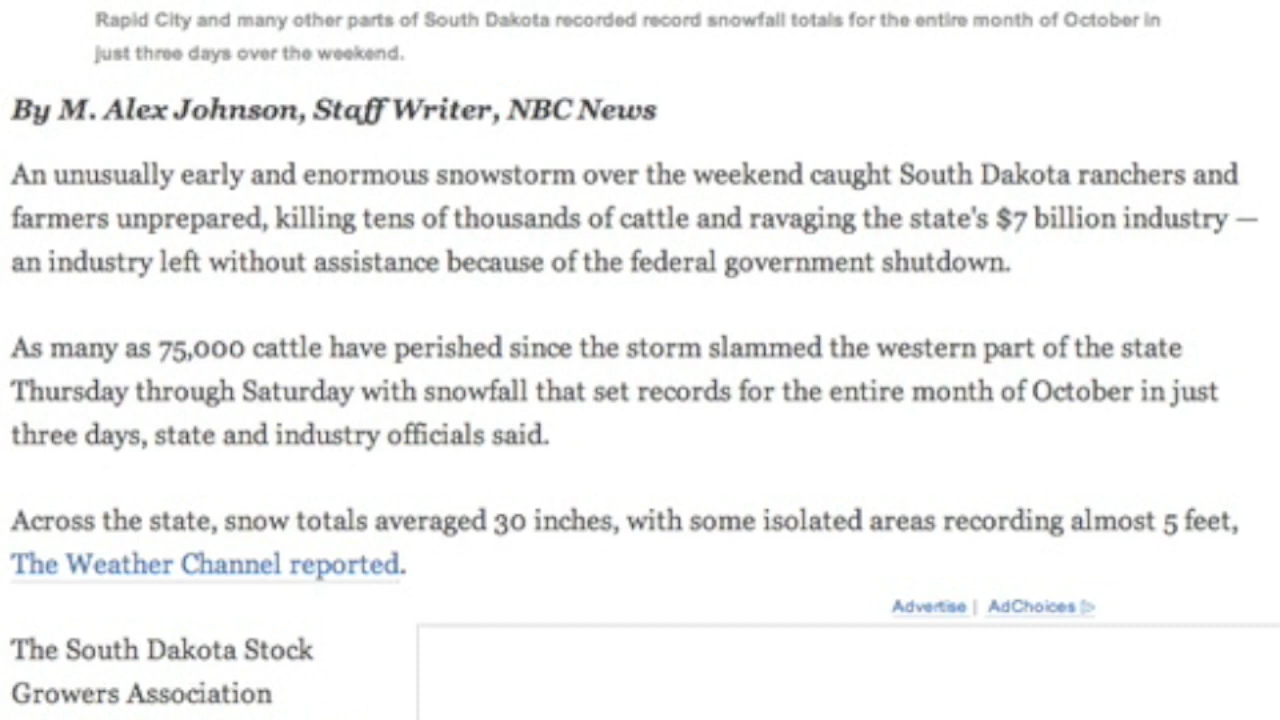 Rapid City and many other parts of South Dakota recorded record snowfall totals for the entire month of October in
just three days over the weekend.
By M. Alex Johnson, Staff Writer, NBC News
An unusually early and enormous snowstorm over the weekend caught South Dakota ranchers and
farmers unprepared, killing tens of thousands of cattle and ravaging the state's $7 billion industry —
an industry left without assistance because of the federal government shutdown.
As many as 75,000 cattle have perished since the storm slammed the western part of the state
Thursday through Saturday with snowfall that set records for the entire month of October in just
three days, state and industry officials said.
Across the state, snow totals averaged 30 inches, with some isolated areas recording almost 5 feet,
The Weather Channel reported.
Advertise | AdChoices
The South Dakota Stock
Growers Association